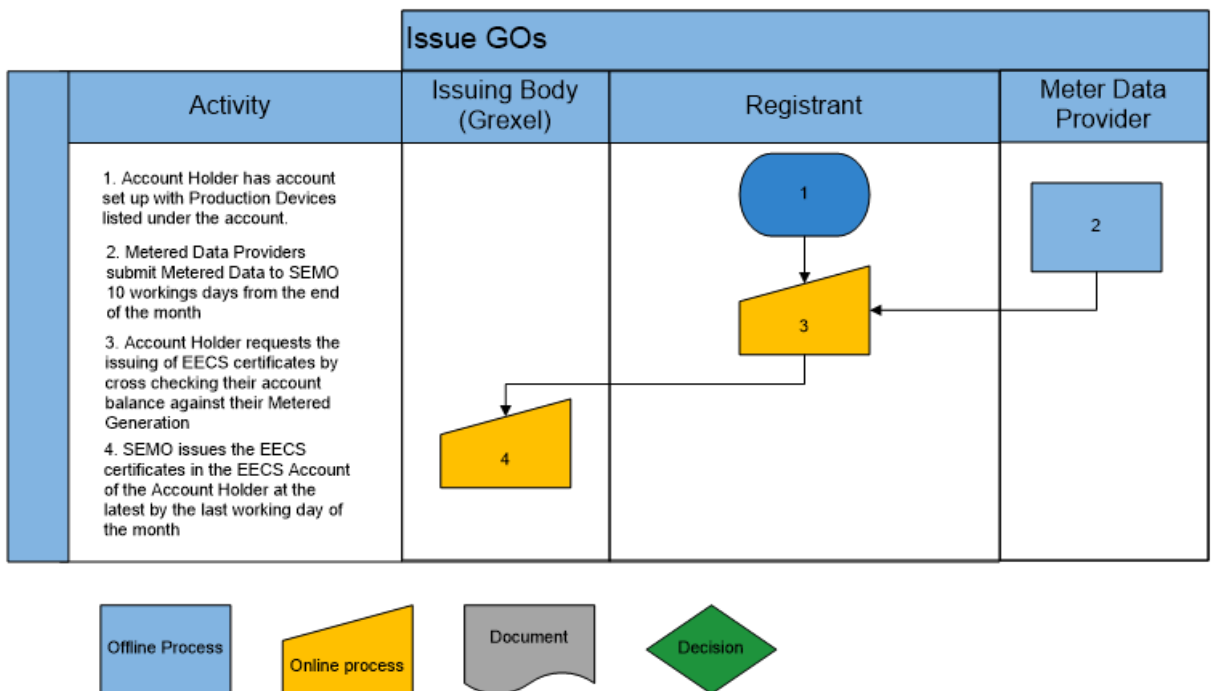 Issue GOs
Activity
Issuing Body
(Grexel)
Registrant
Meter Data
Provider
1. Account Holder has account
set up with Production Devices
listed under the account.
2. Metered Data Providers
submit Metered Data to SEMO
10 workings days from the end
of the month
3. Account Holder requests the
issuing of EECS certificates by
cross checking their account
balance against their Metered
Generation
4. SEMO issues the EECS
certificates in the EECS Account
of the Account Holder at the
latest by the last working day of
the month
1
2
3
4
Offline Process
Online process
Document
Decision